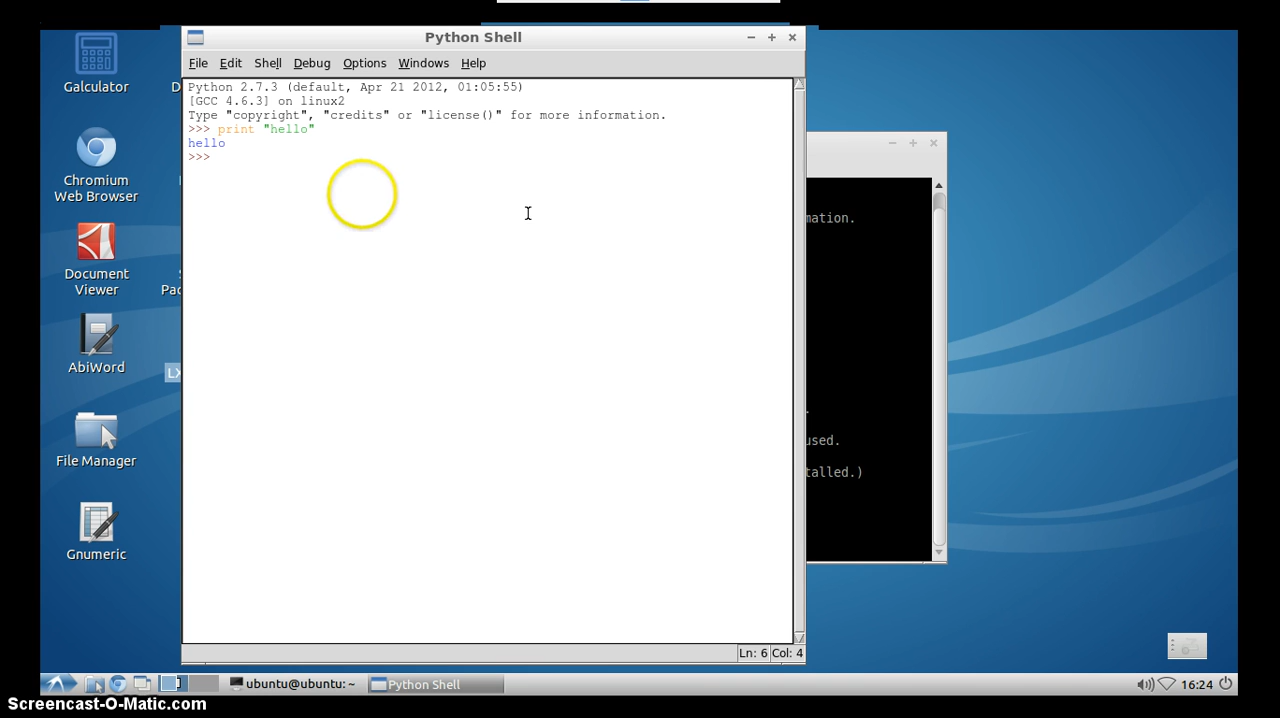 Python Shell
File Edit Shell Debug Options Windows Help
Python 2.7.3 (default, Apr 21 2012, 01:05:55)
[GCC 4.6.3] on linux2
Type "copyright", "credits" or "license()" for more information.
>>> print "hello"
hello
>>>
Ln: 6 Col: 4
Galculator
Chromium
Web Browser
Document
Viewer
AbiWord
File Manager
Gnumeric
D
Pac
LX
mation.
used.
talled.)
ubuntu@ubuntu: ~
Python Shell
16:24
Screencast-O-Matic.com